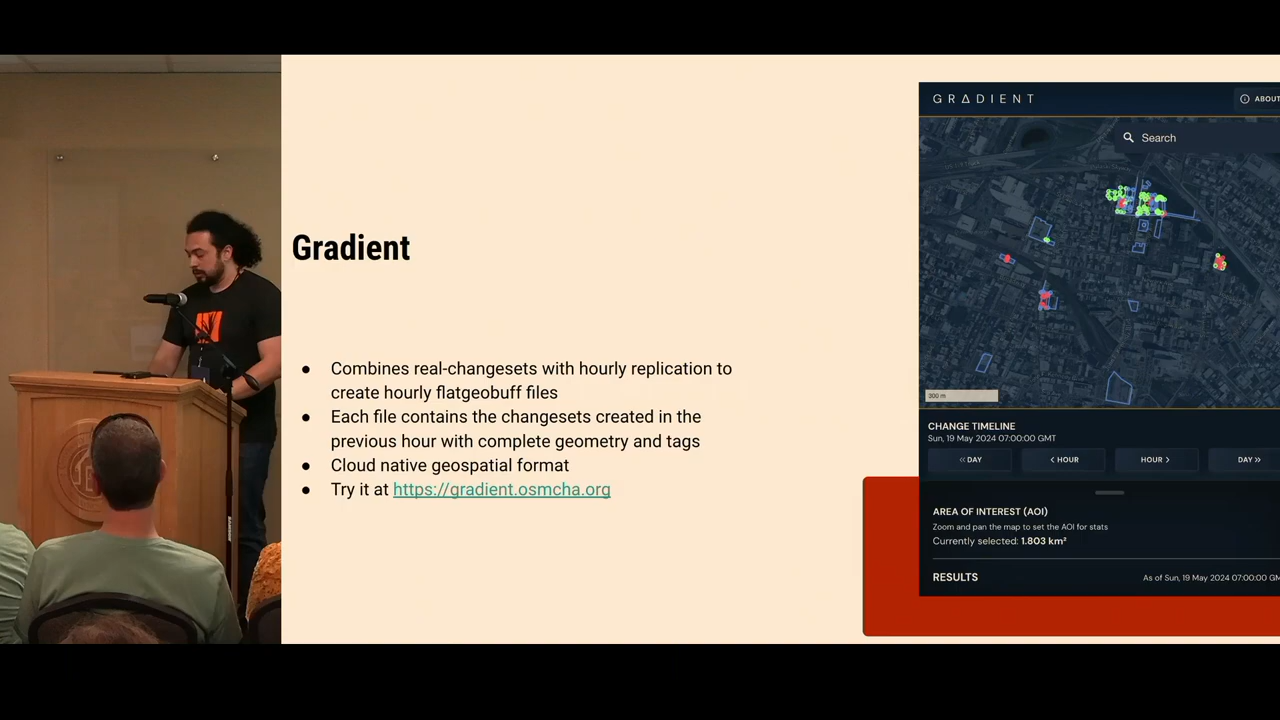 Gradient
● Combines real-changesets with hourly replication to
create hourly flatgeobuff files
● Each file contains the changesets created in the
previous hour with complete geometry and tags
● Cloud native geospatial format
● Try it at https://gradient.osmcha.org
GRΔDIENT
ABOUT
Search
300 m
CHANGE TIMELINE
Sun, 19 May 2024 07:00:00 GMT
<< DAY
< HOUR
HOUR >
DAY >>
AREA OF INTEREST (AOI)
Zoom and pan the map to set the AOI for stats
Currently selected: 1.803 km²
RESULTS
As of Sun, 19 May 2024 07:00:00 GM